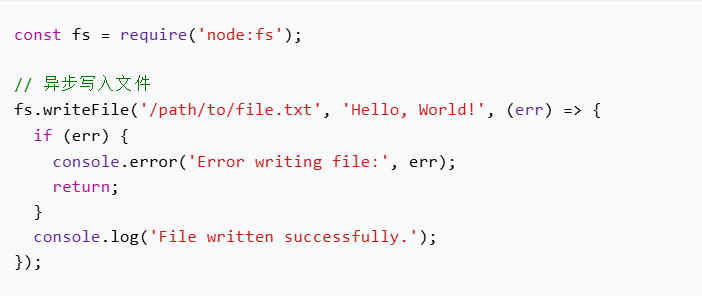 const fs = require('node:fs');
// 异步写入文件
fs.writeFile('/path/to/file.txt', 'Hello, World!', (err) => {
  if (err) {
    console.error('Error writing file:', err);
    return;
  }
  console.log('File written successfully.');
});